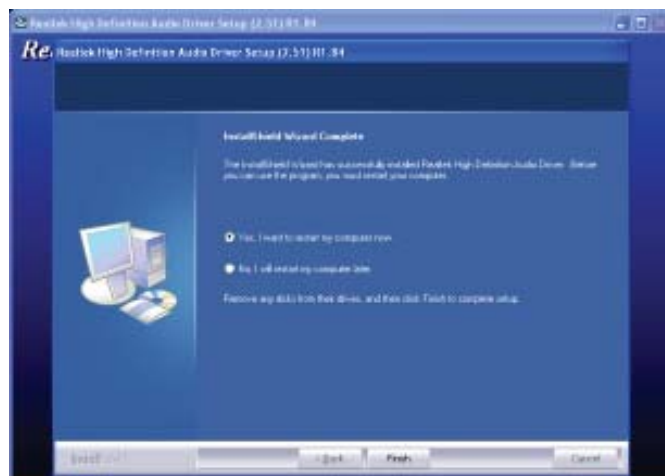 Realtek High Definition Audio Driver Setup (2.51) R1.84
Re
Realtek High Definition Audio Driver Setup (2.51) R1.84
InstallShield Wizard Complete
The InstallShield Wizard has successfully installed Realtek High Definition Audio Driver. Before
you can use the program, you must restart your computer.
Yes, I want to restart my computer now.
No, I will restart my computer later.
Remove any disks from their drives, and then click Finish to complete setup.
< Back
Finish
Cancel